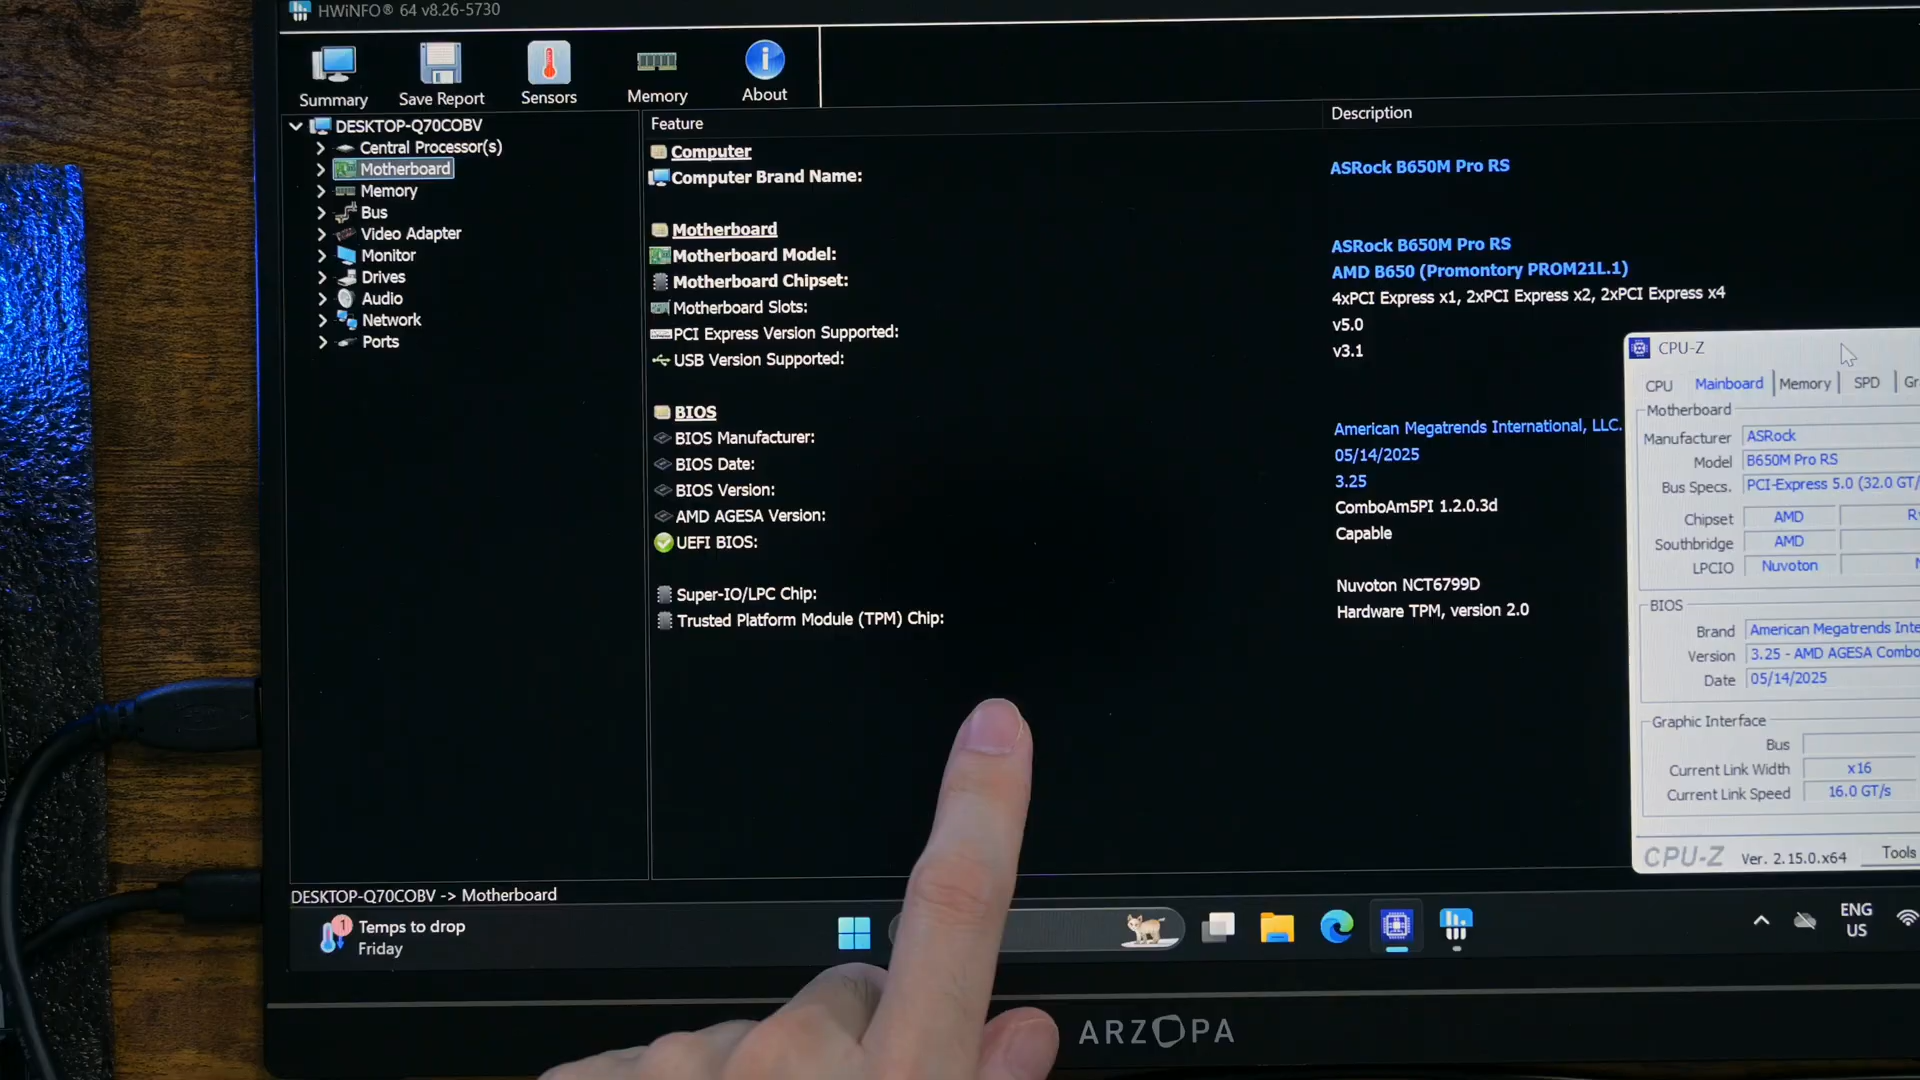 HWiNFO® 64 v8.26-5730
Summary
Save Report
Sensors
Memory
About
DESKTOP-Q70COBV
Central Processor(s)
Motherboard
Memory
Bus
Video Adapter
Monitor
Drives
Audio
Network
Ports
Feature
Description
Computer
Computer Brand Name:
ASRock B650M Pro RS
Motherboard
Motherboard Model:
ASRock B650M Pro RS
Motherboard Chipset:
AMD B650 (Promontory PROM21L.1)
Motherboard Slots:
4xPCI Express x1, 2xPCI Express x2, 2xPCI Express x4
PCI Express Version Supported:
v5.0
USB Version Supported:
v3.1
BIOS
BIOS Manufacturer:
American Megatrends International, LLC.
BIOS Date:
05/14/2025
BIOS Version:
3.25
AMD AGESA Version:
ComboAm5PI 1.2.0.3d
UEFI BIOS:
Capable
Super-IO/LPC Chip:
Nuvoton NCT6799D
Trusted Platform Module (TPM) Chip:
Hardware TPM, version 2.0
CPU-Z
CPU
Mainboard
Memory
SPD
Motherboard
Manufacturer ASRock
Model B650M Pro RS
Bus Specs. PCI-Express 5.0 (32.0 GT/
Chipset AMD
Southbridge AMD
LPCIO Nuvoton
BIOS
Brand American Megatrends Inte
Version 3.25 - AMD AGESA Combo
Date 05/14/2025
Graphic Interface
Bus
Current Link Width x16
Current Link Speed 16.0 GT/s
CPU-Z Ver. 2.15.0.x64 Tools
DESKTOP-Q70COBV -> Motherboard
1
Temps to drop
Friday
ENG
US
ARZOPA